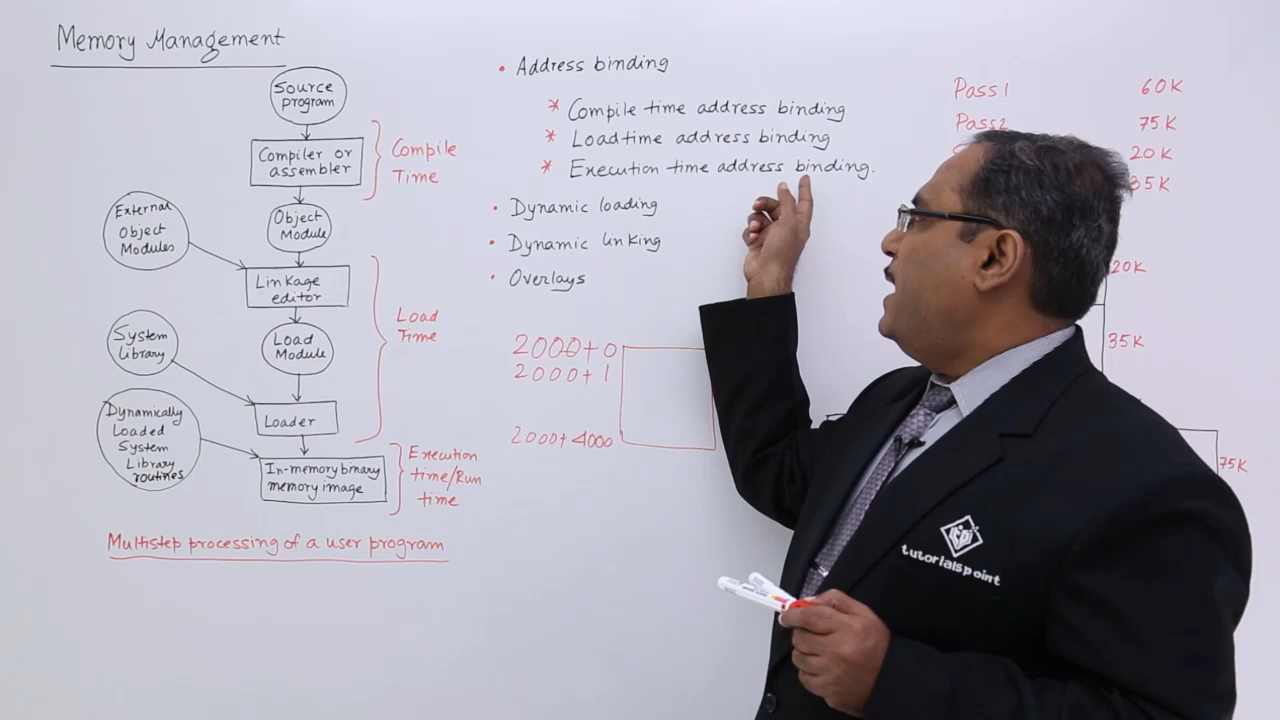 Memory Management
Source
program
Compiler or
assembler
Compile
Time
External
Object
Modules
Object
Module
Linkage
editor
System
Library
Load
Module
Load
Time
Dynamically
Loaded
System
Library
routines
Loader
In-memory binary
memory image
Execution
time/Run
time
Multistep processing of a user program
• Address binding
* Compile time address binding
* Loadtime address binding
* Execution time address binding.
• Dynamic loading
• Dynamic linking
• Overlays
2000+0
2000+1
2000+4000
Pass1 60K
Pass2 75K
20K
35K
20K
35K
75K
tutorialspoint